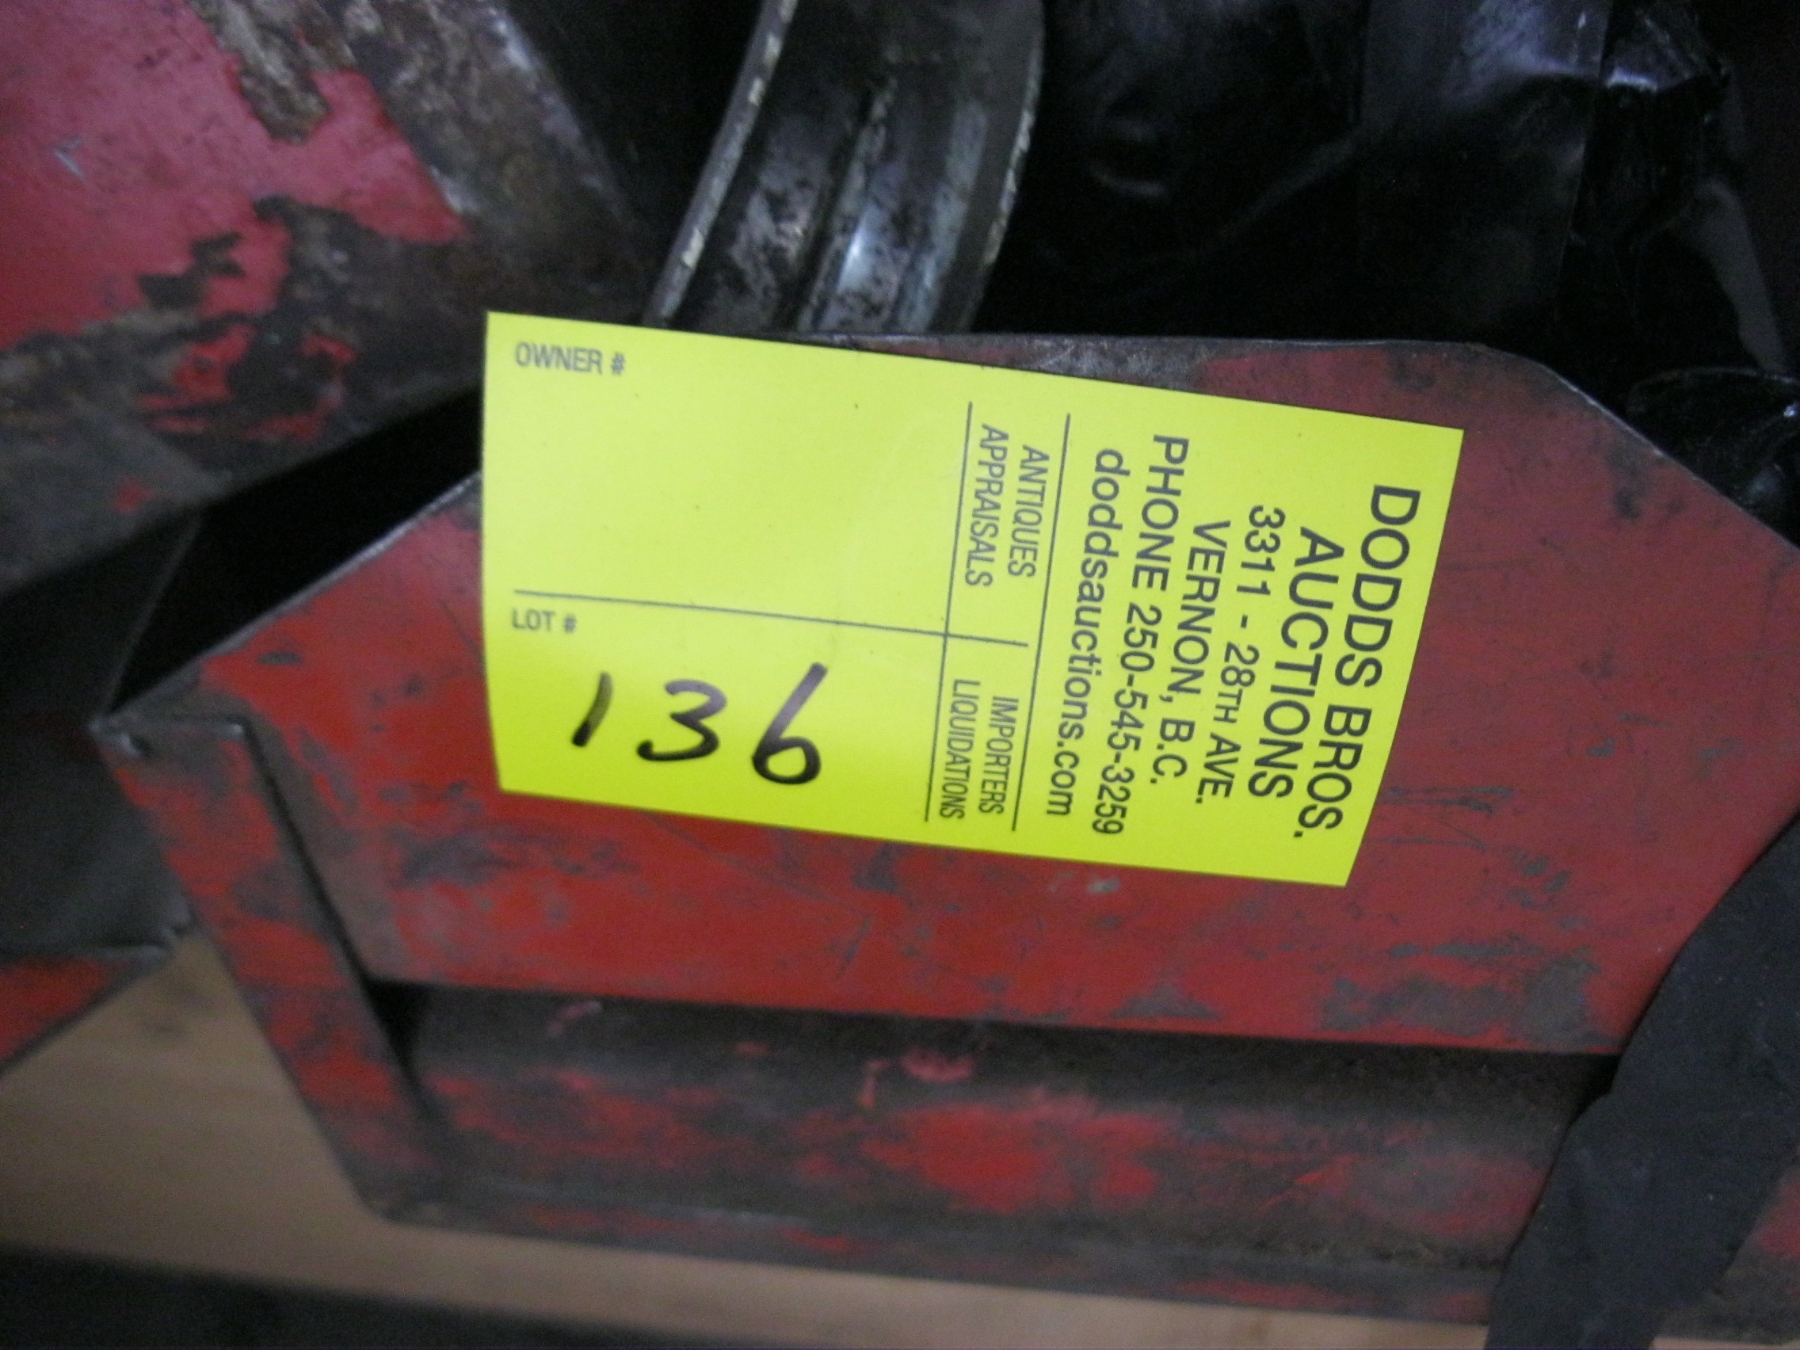 DODDS BROS.
AUCTIONS
3311 - 28TH AVE.
VERNON, B.C.
PHONE 250-545-3259
doddsauctions.com
ANTIQUES
APPRAISALS
IMPORTERS
LIQUIDATIONS
OWNER #
LOT #
136